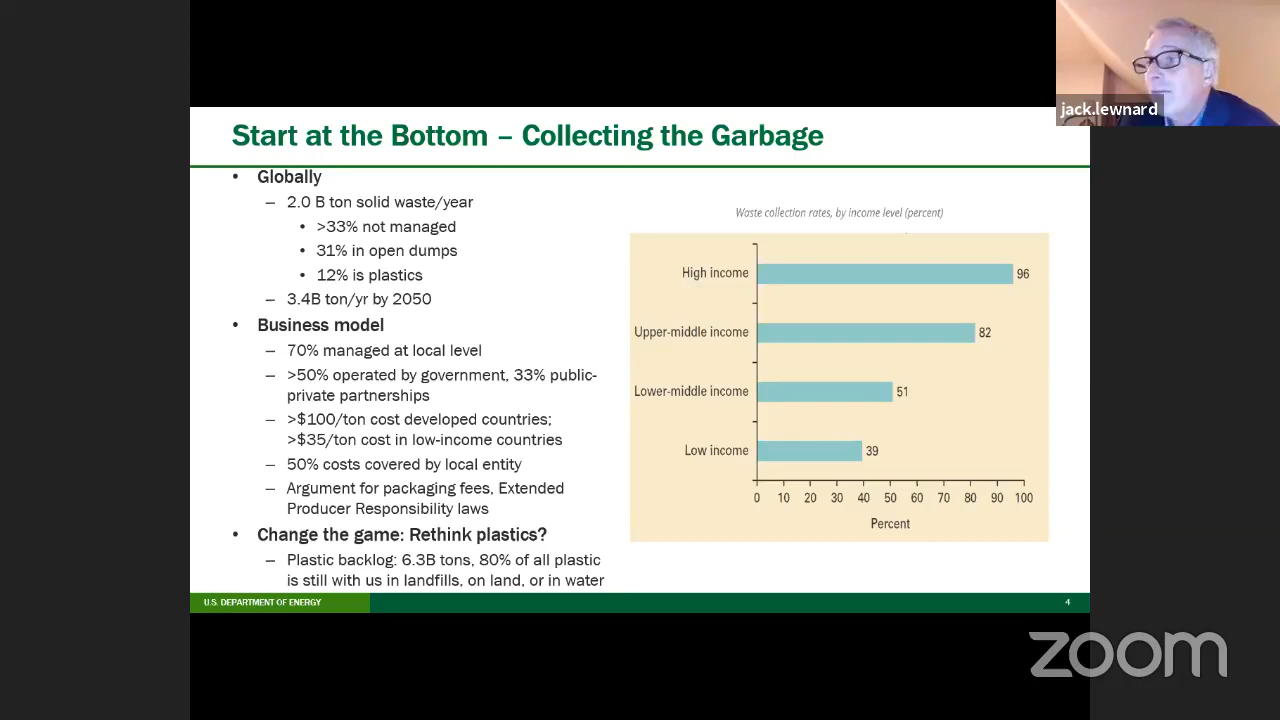 jack.lewnard
Start at the Bottom – Collecting the Garbage
• Globally
– 2.0 B ton solid waste/year
• >33% not managed
• 31% in open dumps
• 12% is plastics
– 3.4B ton/yr by 2050
• Business model
– 70% managed at local level
– >50% operated by government, 33% public-
private partnerships
– >$100/ton cost developed countries;
>$35/ton cost in low-income countries
– 50% costs covered by local entity
– Argument for packaging fees, Extended
Producer Responsibility laws
• Change the game: Rethink plastics?
– Plastic backlog: 6.3B tons, 80% of all plastic
is still with us in landfills, on land, or in water
Waste collection rates, by income level (percent)
High income 96
Upper-middle income 82
Lower-middle income 51
Low income 39
0 10 20 30 40 50 60 70 80 90 100
Percent
U.S. DEPARTMENT OF ENERGY 4
zoom